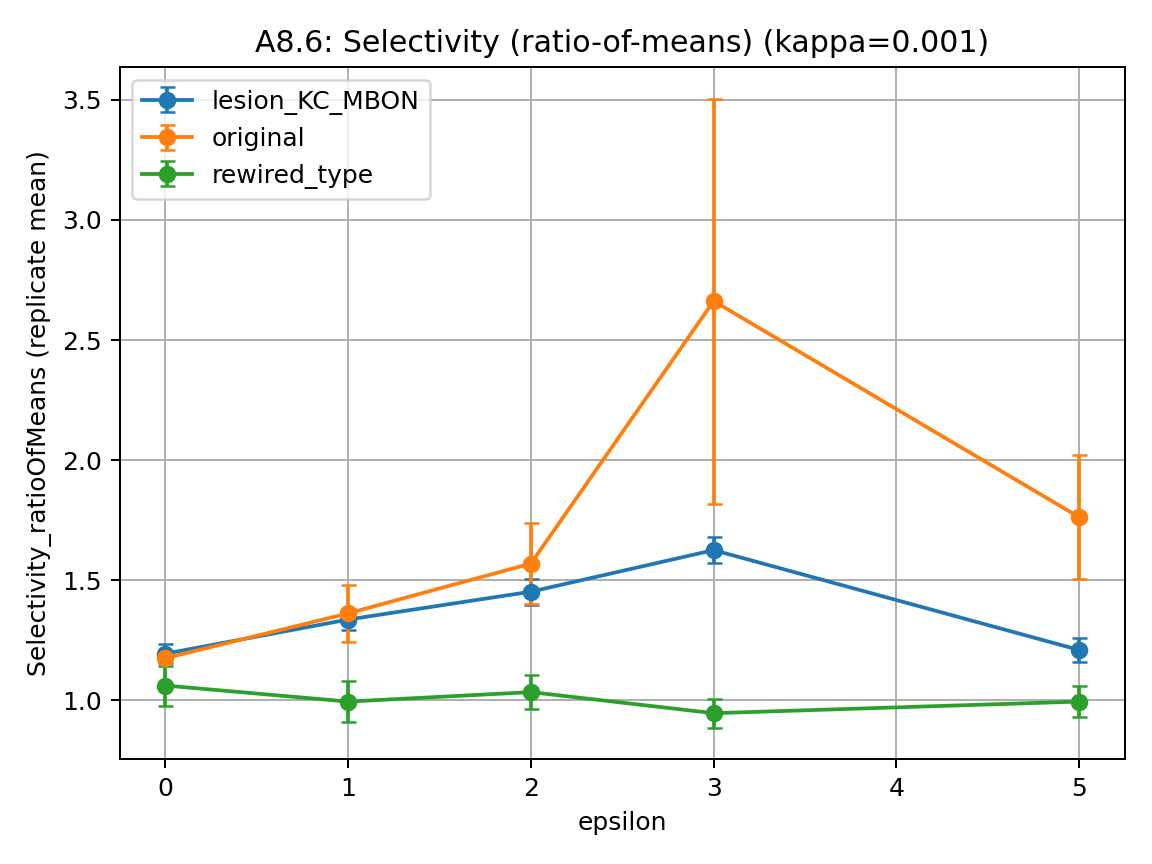 A8.6: Selectivity (ratio-of-means) (kappa=0.001)
lesion_KC_MBON
original
rewired_type
Selectivity_ratioOfMeans (replicate mean)
3.5
3.0
2.5
2.0
1.5
1.0
0 1 2 3 4 5
epsilon